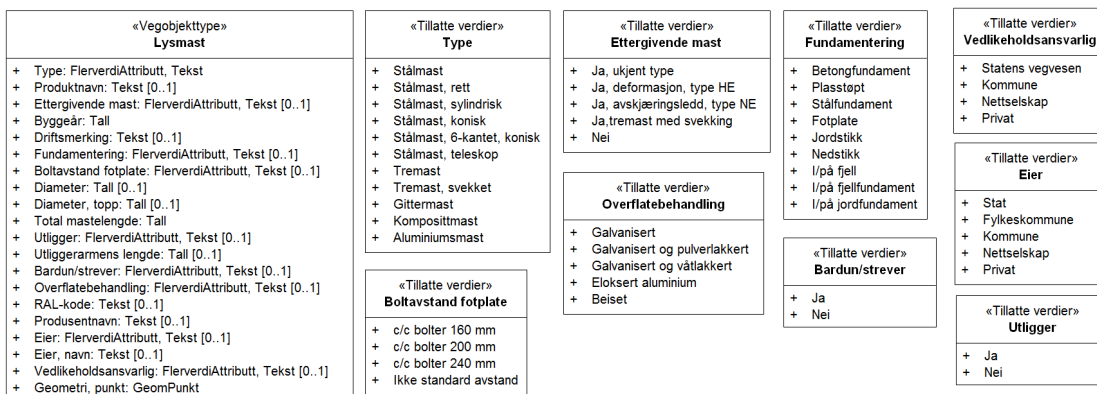 «Vegobjekttype»
Lysmast
+ Type: FlerverdiAttributt, Tekst
+ Produktnavn: Tekst [0..1]
+ Ettergivende mast: FlerverdiAttributt, Tekst [0..1]
+ Byggeår: Tall
+ Driftsmerking: Tekst [0..1]
+ Fundamentering: FlerverdiAttributt, Tekst [0..1]
+ Boltavstand fotplate: FlerverdiAttributt, Tekst [0..1]
+ Diameter: Tall [0..1]
+ Diameter, topp: Tall [0..1]
+ Total mastelengde: Tall
+ Utligger: FlerverdiAttributt, Tekst [0..1]
+ Utliggerarmens lengde: Tall [0..1]
+ Bardun/strever: FlerverdiAttributt, Tekst [0..1]
+ Overflatebehandling: FlerverdiAttributt, Tekst [0..1]
+ RAL-kode: Tekst [0..1]
+ Produsentnavn: Tekst [0..1]
+ Eier: FlerverdiAttributt, Tekst [0..1]
+ Eier, navn: Tekst [0..1]
+ Vedlikeholdsansvarlig: FlerverdiAttributt, Tekst [0..1]
+ Geometri, punkt: GeomPunkt
«Tillatte verdier»
Type
+ Stålmast
+ Stålmast, rett
+ Stålmast, sylindrisk
+ Stålmast, konisk
+ Stålmast, 6-kantet, konisk
+ Stålmast, teleskop
+ Tremast
+ Tremast, svekket
+ Gittermast
+ Komposittmast
+ Aluminiumsmast
«Tillatte verdier»
Boltavstand fotplate
+ c/c bolter 160 mm
+ c/c bolter 200 mm
+ c/c bolter 240 mm
+ Ikke standard avstand
«Tillatte verdier»
Ettergivende mast
+ Ja, ukjent type
+ Ja, deformasjon, type HE
+ Ja, avskjæringsledd, type NE
+ Ja,tremast med svekking
+ Nei
«Tillatte verdier»
Overflatebehandling
+ Galvanisert
+ Galvanisert og pulverlakkert
+ Galvanisert og våtlakkert
+ Eloksert aluminium
+ Beiset
«Tillatte verdier»
Fundamentering
+ Betongfundament
+ Plasstøpt
+ Stålfundament
+ Fotplate
+ Jordstikk
+ Nedstikk
+ I/på fjell
+ I/på fjellfundament
+ I/på jordfundament
«Tillatte verdier»
Bardun/strever
+ Ja
+ Nei
«Tillatte verdier»
Vedlikeholdsansvarlig
+ Statens vegvesen
+ Kommune
+ Nettselskap
+ Privat
«Tillatte verdier»
Eier
+ Stat
+ Fylkeskommune
+ Kommune
+ Nettselskap
+ Privat
«Tillatte verdier»
Utligger
+ Ja
+ Nei